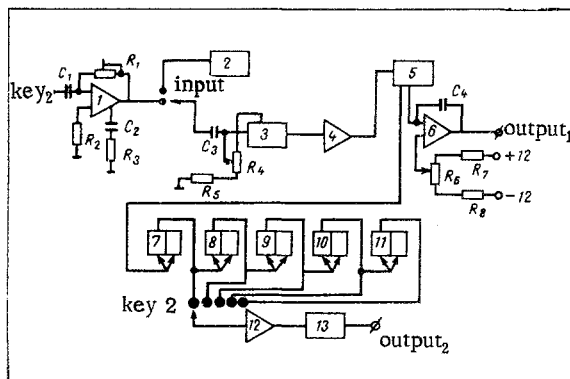 C₁
R₁
key₂
1
R₂
C₂
R₃
input
2
C₃
3
R₄
R₅
4
5
C₄
6
output₁
R₆
R₇
+12
R₈
−12
7
8
9
10
11
key 2
12
13
output₂